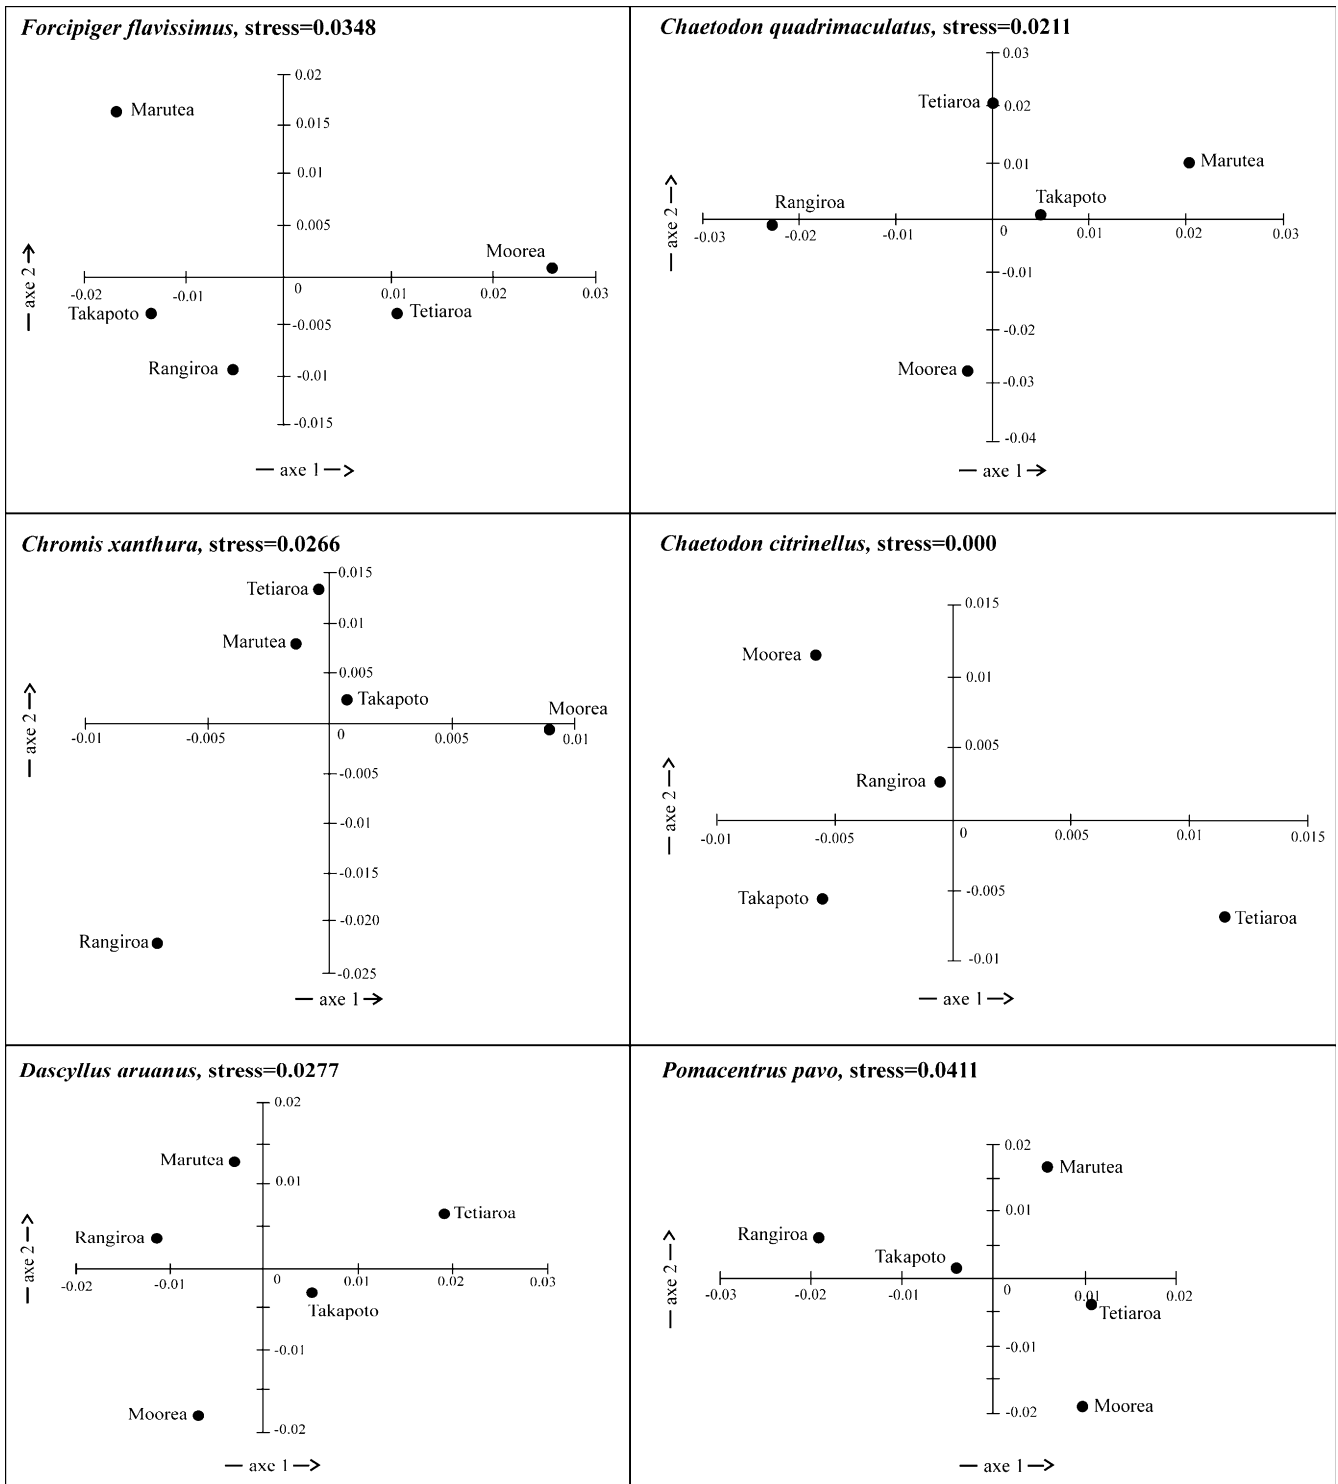 Forcipiger flavissimus, stress=0.0348
0.02
Marutea
0.015
0.01
0.005
Moorea
-0.02
-0.01
0
0.01
0.02
0.03
Takapoto
Tetiaroa
-0.005
Rangiroa
-0.01
-0.015
axe 2
axe 1
Chaetodon quadrimaculatus, stress=0.0211
0.03
Tetiaroa
0.02
0.01
Marutea
Rangiroa
Takapoto
-0.03
-0.02
-0.01
0
0.01
0.02
0.03
-0.01
-0.02
Moorea
-0.03
-0.04
axe 2
axe 1
Chromis xanthura, stress=0.0266
0.015
Tetiaroa
0.01
Marutea
0.005
Takapoto
Moorea
-0.01
-0.005
0
0.005
0.01
-0.005
-0.01
-0.015
-0.020
Rangiroa
-0.025
axe 2
axe 1
Chaetodon citrinellus, stress=0.000
0.015
Moorea
0.01
0.005
Rangiroa
-0.01
-0.005
0
0.005
0.01
0.015
-0.005
Takapoto
Tetiaroa
-0.01
axe 2
axe 1
Dascyllus aruanus, stress=0.0277
0.02
Marutea
0.01
Tetiaroa
Rangiroa
-0.02
-0.01
0
0.01
0.02
0.03
Takapoto
-0.01
Moorea
-0.02
axe 2
axe 1
Pomacentrus pavo, stress=0.0411
0.02
Marutea
0.01
Rangiroa
Takapoto
-0.03
-0.02
-0.01
0
0.01
0.02
Tetiaroa
-0.01
Moorea
-0.02
axe 2
axe 1